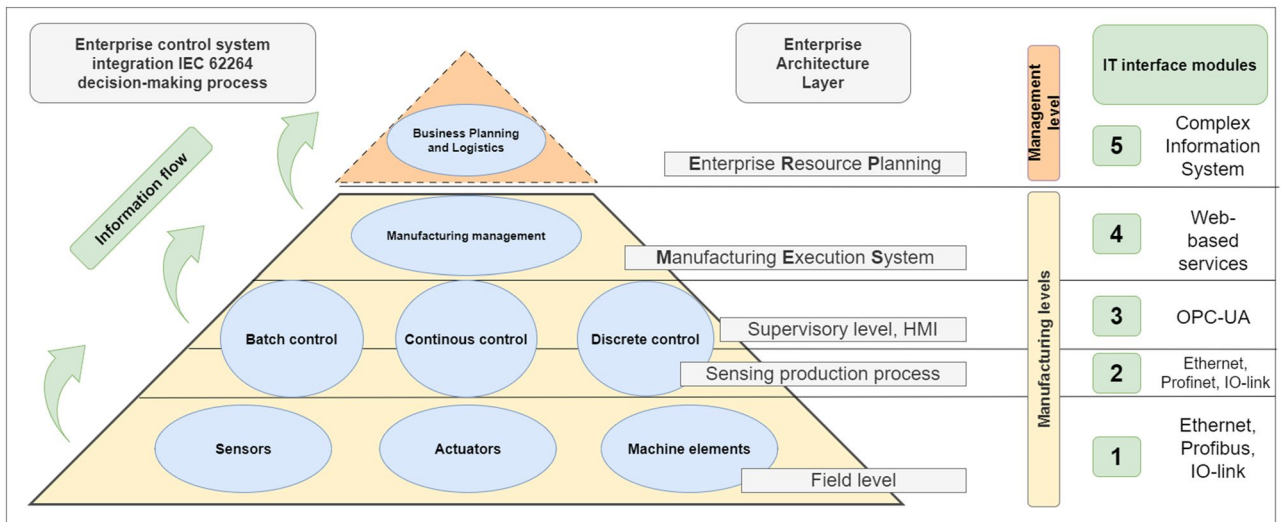 Enterprise control system
integration IEC 62264
decision-making process
Enterprise
Architecture
Layer
IT interface modules
Information flow
Business Planning
and Logistics
Enterprise Resource Planning
Management
level
5
Complex
Information
System
Manufacturing management
Manufacturing Execution System
4
Web-
based
services
Batch control
Continous control
Discrete control
Supervisory level, HMI
3
OPC-UA
Sensing production process
2
Ethernet,
Profinet, IO-link
Manufacturing levels
Sensors
Actuators
Machine elements
Field level
1
Ethernet,
Profibus,
IO-link